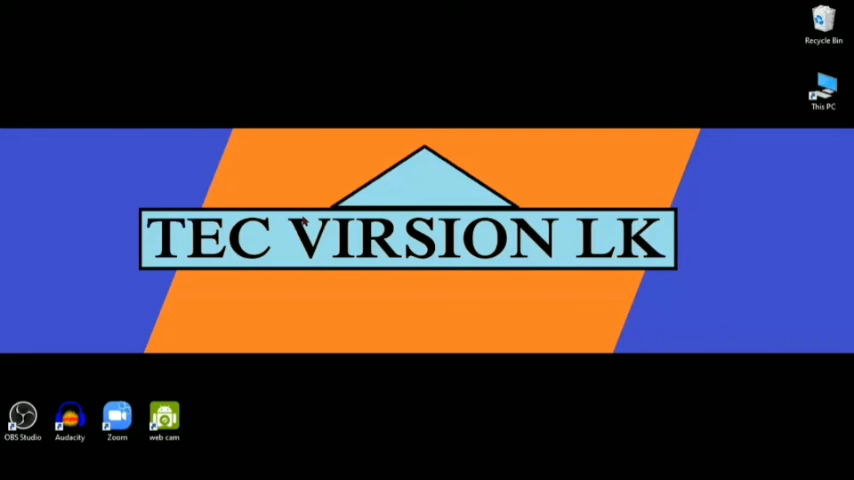 Recycle Bin
This PC
TEC VIRSION LK
OBS Studio
Audacity
Zoom
web cam